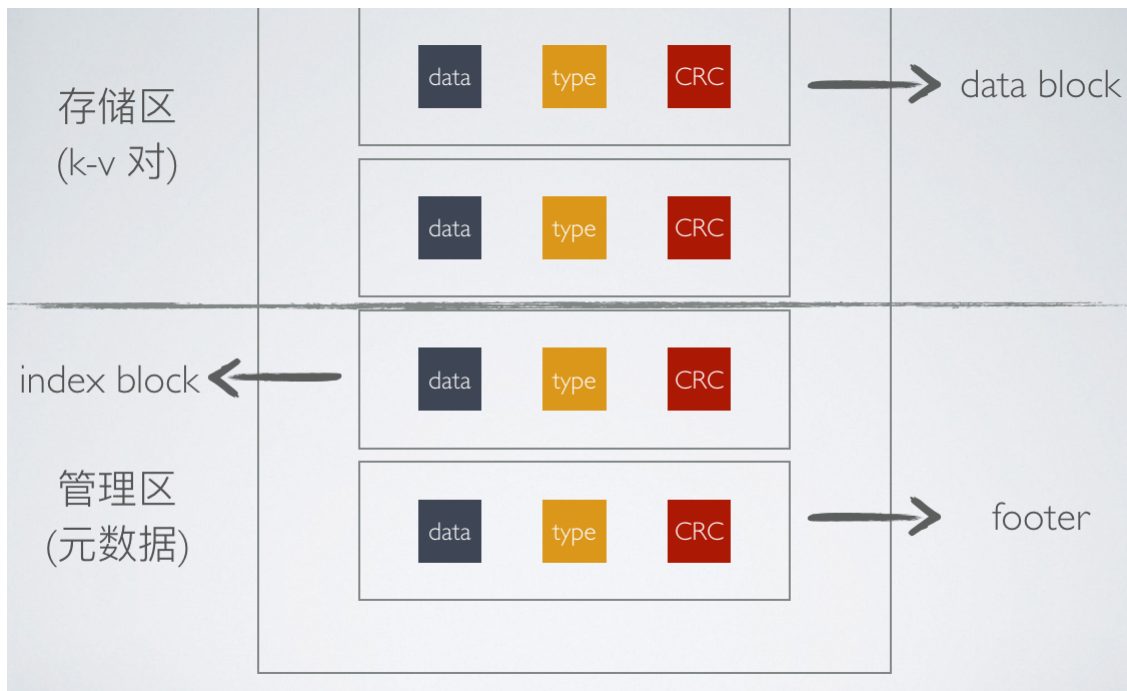 data type CRC
data block
存储区
(k-v 对)
data type CRC
index block
data type CRC
管理区
(元数据)
data type CRC
footer